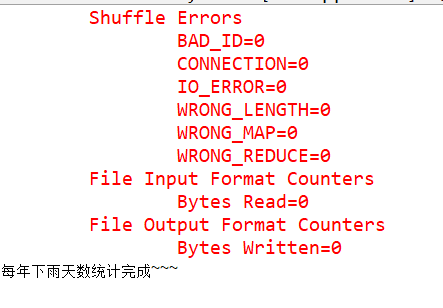 Shuffle Errors
BAD_ID=0
CONNECTION=0
IO_ERROR=0
WRONG_LENGTH=0
WRONG_MAP=0
WRONG_REDUCE=0
File Input Format Counters
Bytes Read=0
File Output Format Counters
Bytes Written=0
每年下雨天数统计完成~~~